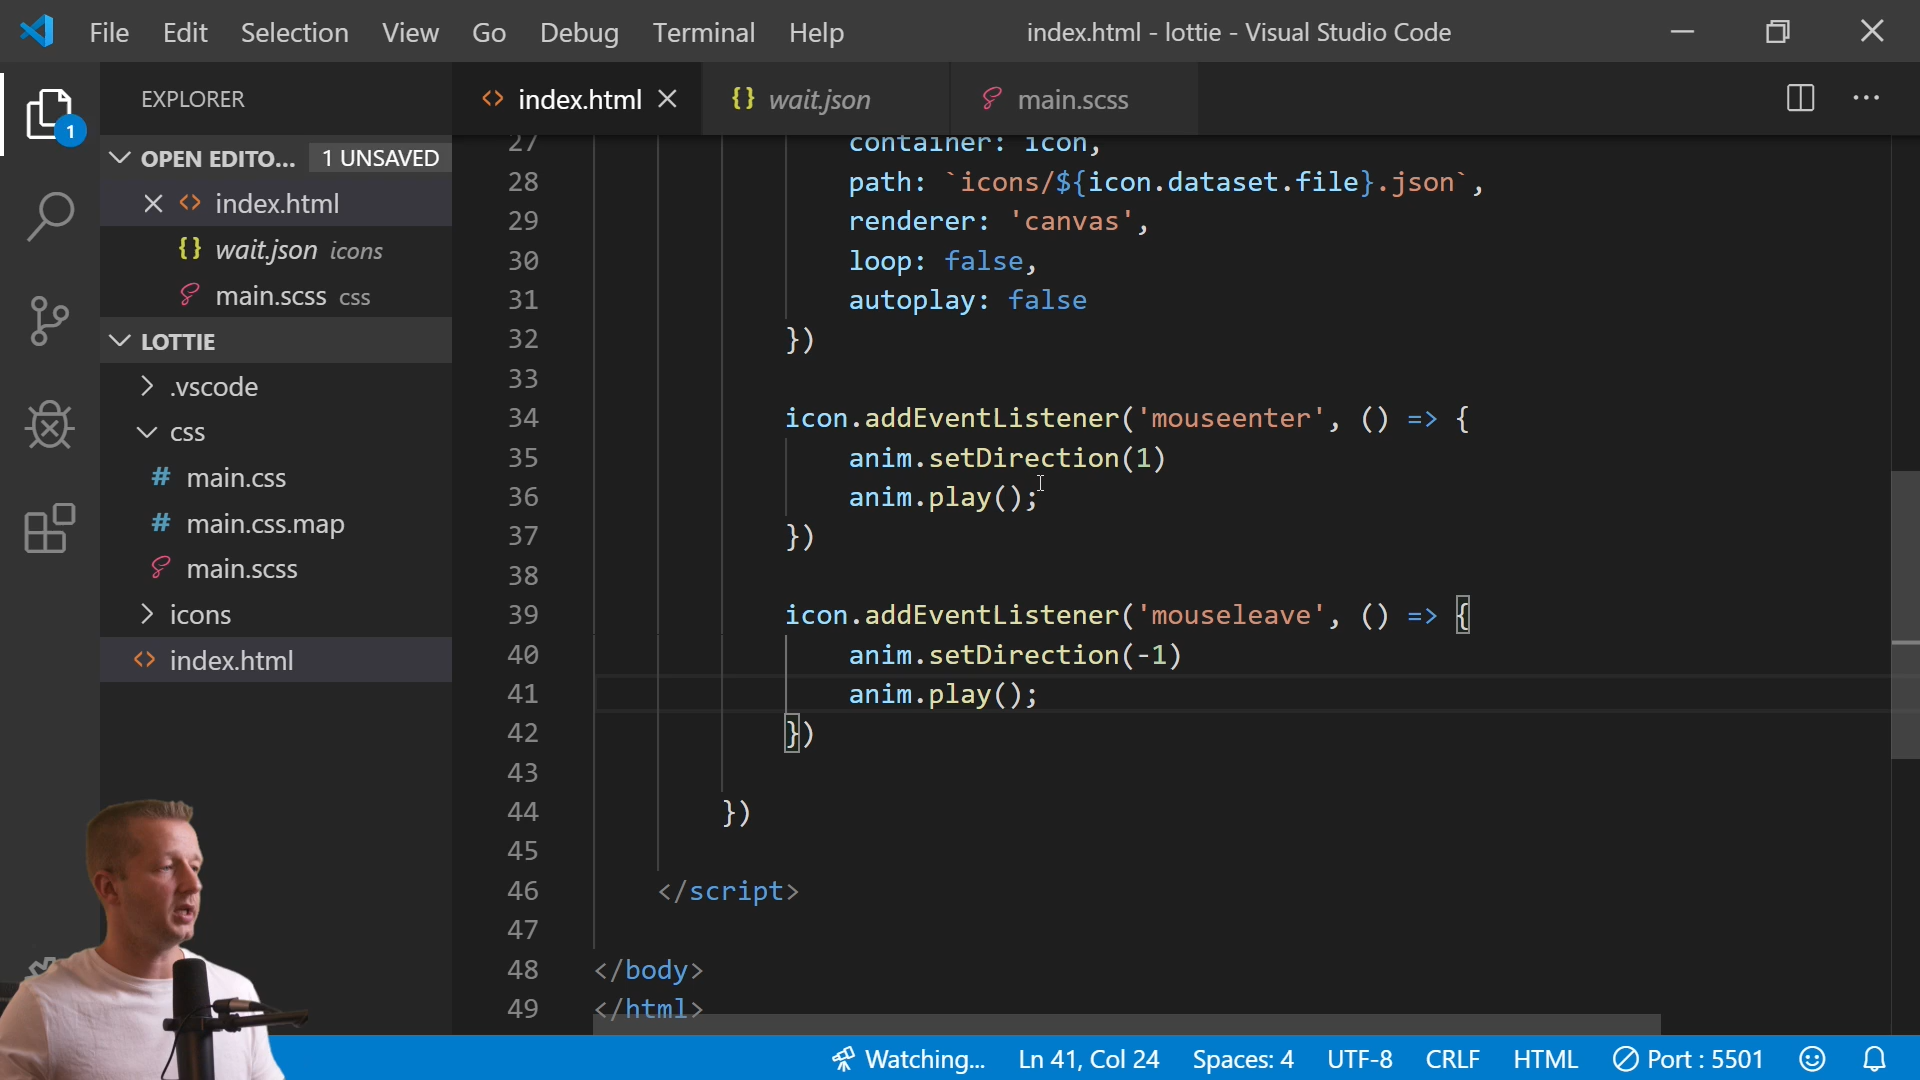 File Edit Selection View Go Debug Terminal Help index.html - lottie - Visual Studio Code
EXPLORER
index.html
wait.json
main.scss
1
OPEN EDITO... 1 UNSAVED
index.html
wait.json icons
main.scss css
LOTTIE
.vscode
css
main.css
main.css.map
main.scss
icons
index.html
27 container: icon,
28 path: `icons/${icon.dataset.file}.json`,
29 renderer: 'canvas',
30 loop: false,
31 autoplay: false
32 })
33
34 icon.addEventListener('mouseenter', () => {
35 anim.setDirection(1)
36 anim.play();
37 })
38
39 icon.addEventListener('mouseleave', () => {
40 anim.setDirection(-1)
41 anim.play();
42 })
43
44 })
45
46 </script>
47
48 </body>
49 </html>
Watching... Ln 41, Col 24 Spaces: 4 UTF-8 CRLF HTML Port : 5501